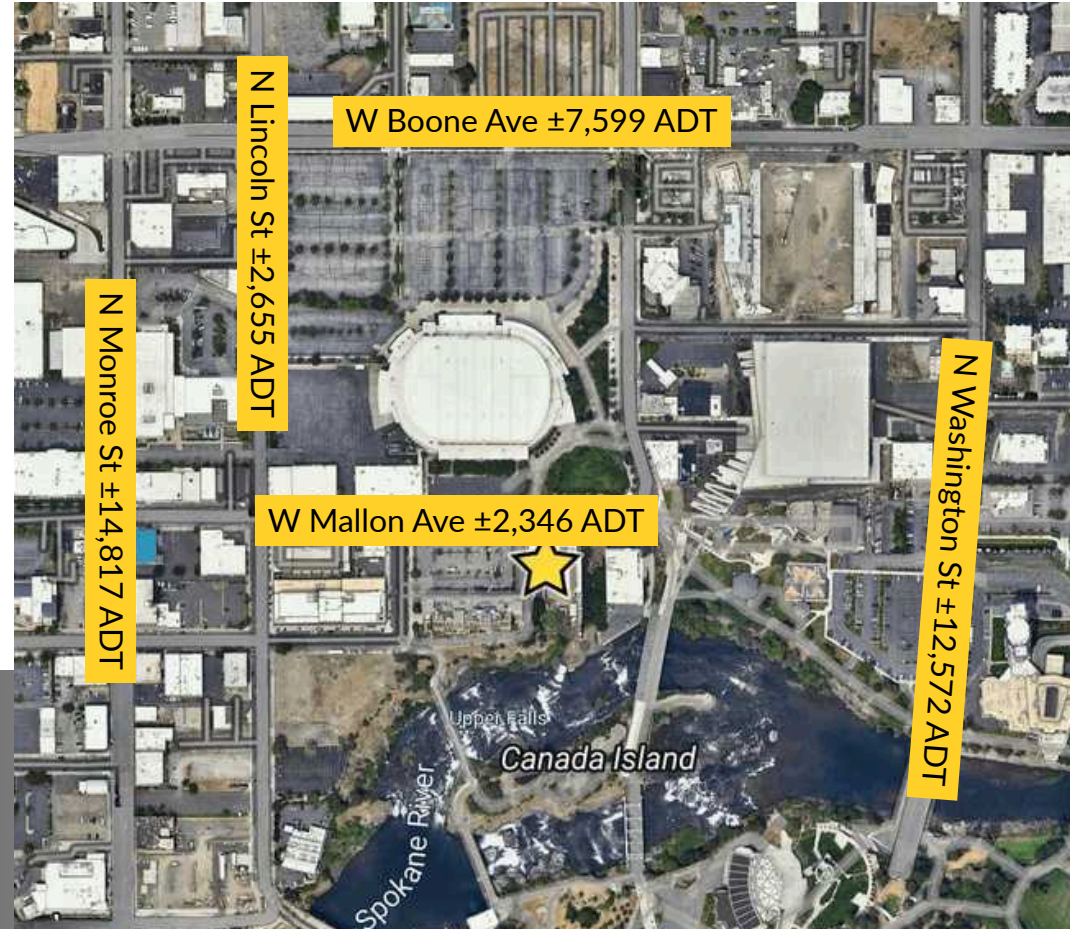 W Boone Ave ±7,599 ADT
N Lincoln St ±2,655 ADT
N Monroe St ±14,817 ADT
N Washington St ±12,572 ADT
W Mallon Ave ±2,346 ADT
Upper Falls
Canada Island
Spokane River